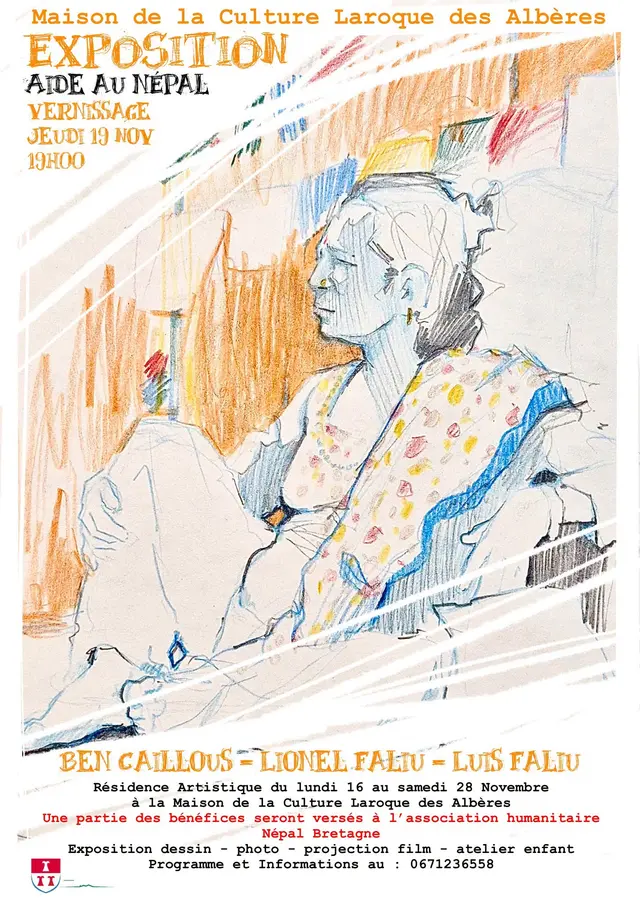 Maison de la Culture Laroque des Albères
EXPOSITION
AIDE AU NÉPAL
VERNISSAGE
JEUDI 19 NOV
19H00
BEN CAILLOUS = LIONEL FALIU = LUIS FALIU
Résidence Artistique du lundi 16 au samedi 28 Novembre
à la Maison de la Culture Laroque des Albères
Une partie des bénéfices seront versés à l'association humanitaire
Népal Bretagne
Exposition dessin - photo - projection film - atelier enfant
Programme et Informations au : 0671236558